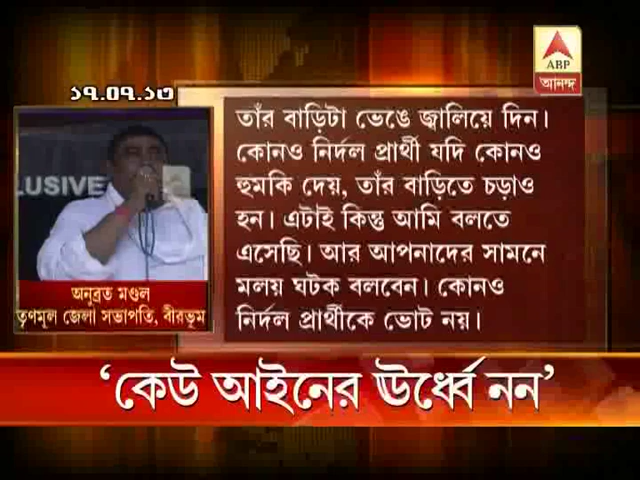 ABP
আনন্দ
১৭.০৭.১৩
LUSIVE
তাঁর বাড়িটা ভেঙে জ্বালিয়ে দিন।
কোনও নির্দল প্রার্থী যদি কোনও
হুমকি দেয়, তাঁর বাড়িতে চড়াও
হন। এটাই কিন্তু আমি বলতে
এসেছি। আর আপনাদের সামনে
মলয় ঘটক বলবেন। কোনও
নির্দল প্রার্থীকে ভোট নয়।
অনুব্রত মণ্ডল
তৃণমূল জেলা সভাপতি, বীরভূম
‘কেউ আইনের ঊর্ধ্বে নন’